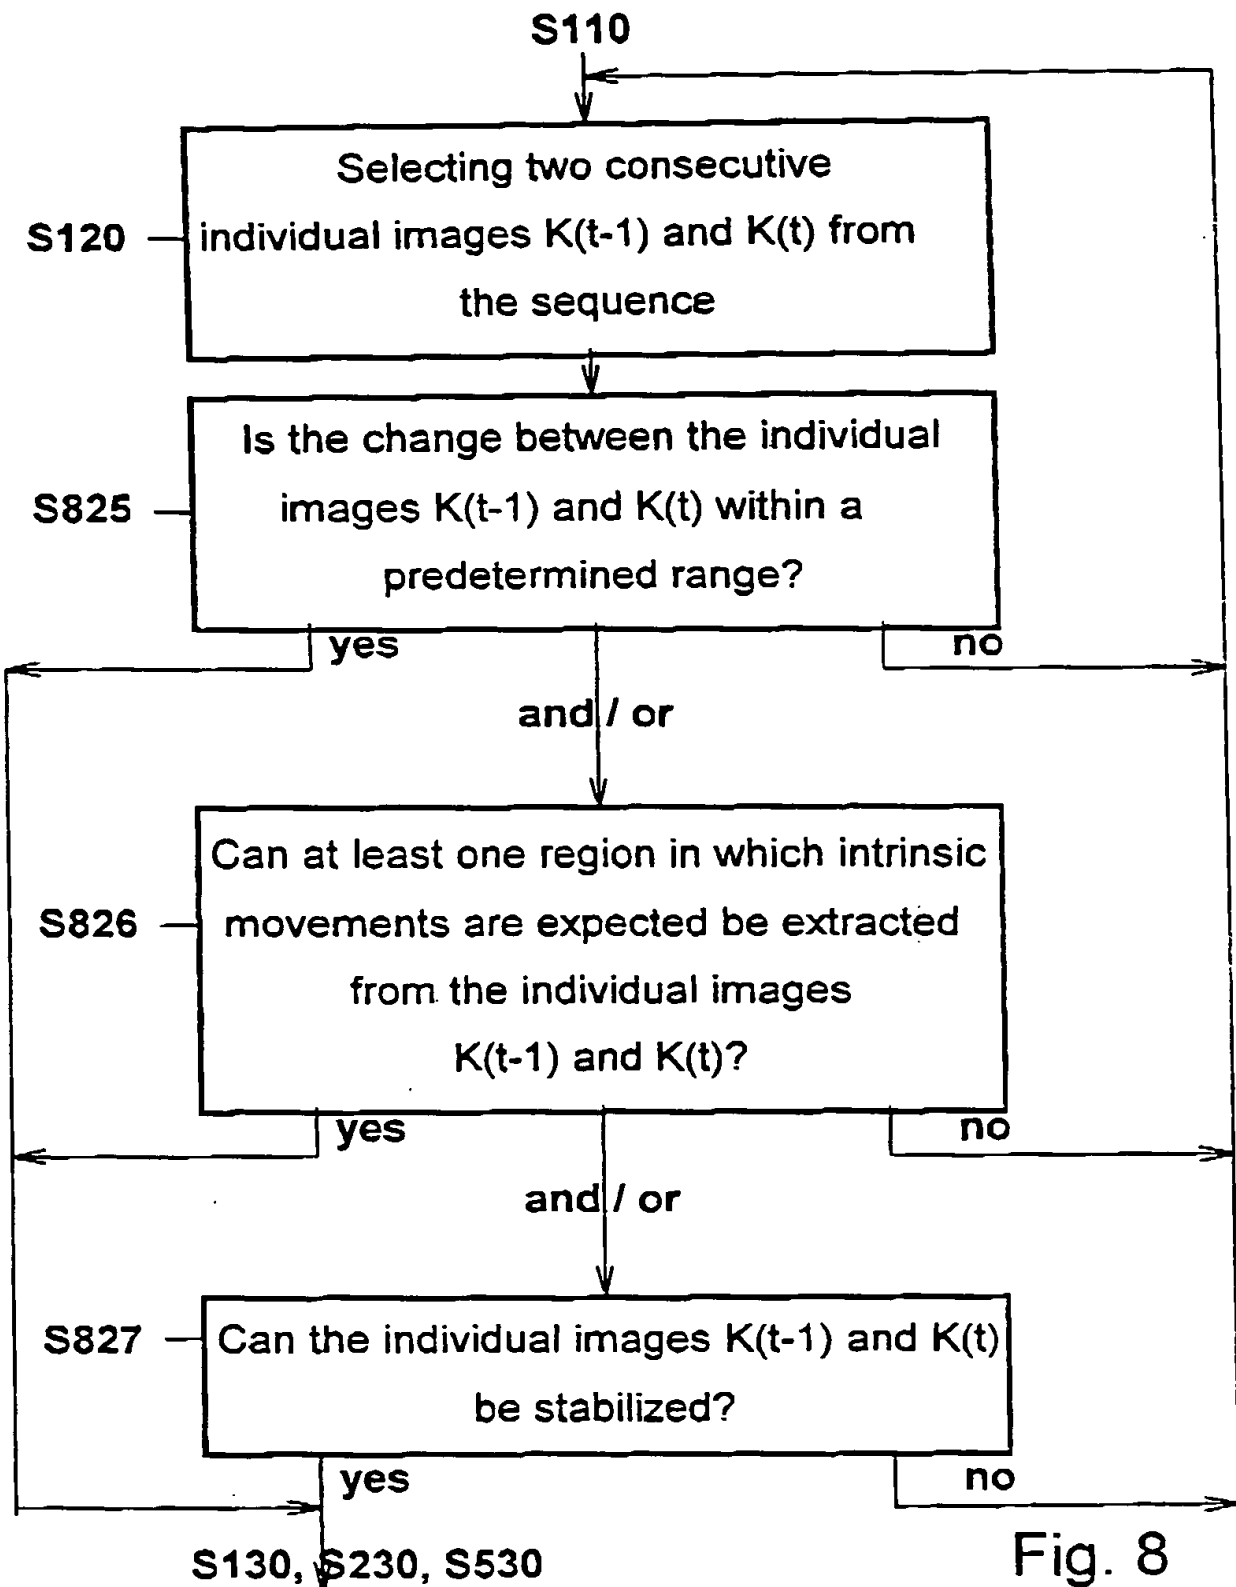 S110
Selecting two consecutive
S120
individual images K(t-1) and K(t) from
the sequence
Is the change between the individual
S825
images K(t-1) and K(t) within a
predetermined range?
yes
no
and / or
Can at least one region in which intrinsic
S826
movements are expected be extracted
from the individual images
K(t-1) and K(t)?
yes
no
and / or
S827
Can the individual images K(t-1) and K(t)
be stabilized?
yes
no
S130, S230, S530
Fig. 8